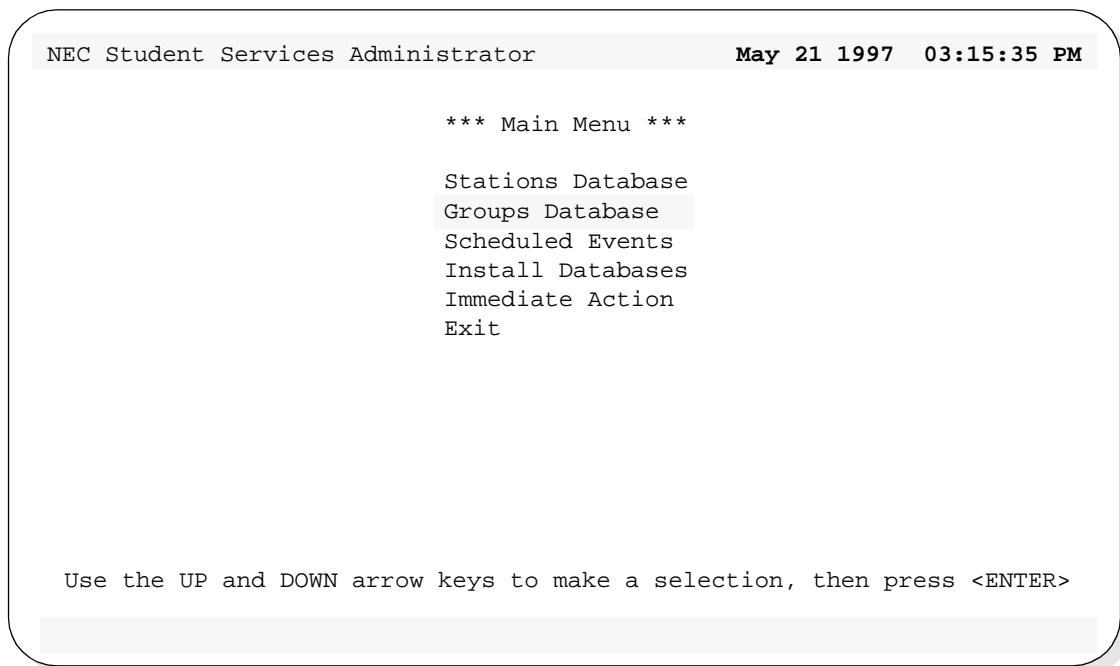 NEC Student Services Administrator May 21 1997 03:15:35 PM
*** Main Menu ***
Stations Database
Groups Database
Scheduled Events
Install Databases
Immediate Action
Exit
Use the UP and DOWN arrow keys to make a selection, then press <ENTER>